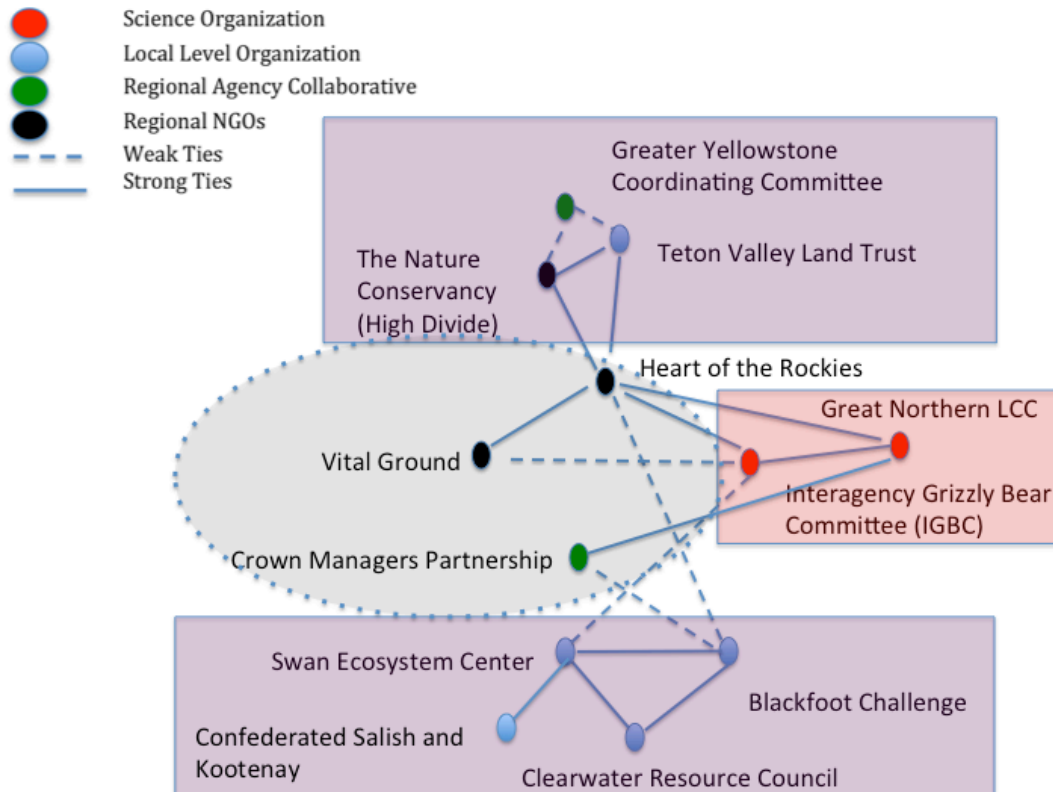 Science Organization
Local Level Organization
Regional Agency Collaborative
Regional NGOs
Weak Ties
Strong Ties
Greater Yellowstone
Coordinating Committee
Teton Valley Land Trust
The Nature
Conservancy
(High Divide)
Heart of the Rockies
Great Northern LCC
Vital Ground
Interagency Grizzly Bear
Committee (IGBC)
Crown Managers Partnership
Swan Ecosystem Center
Blackfoot Challenge
Confederated Salish and
Kootenay
Clearwater Resource Council